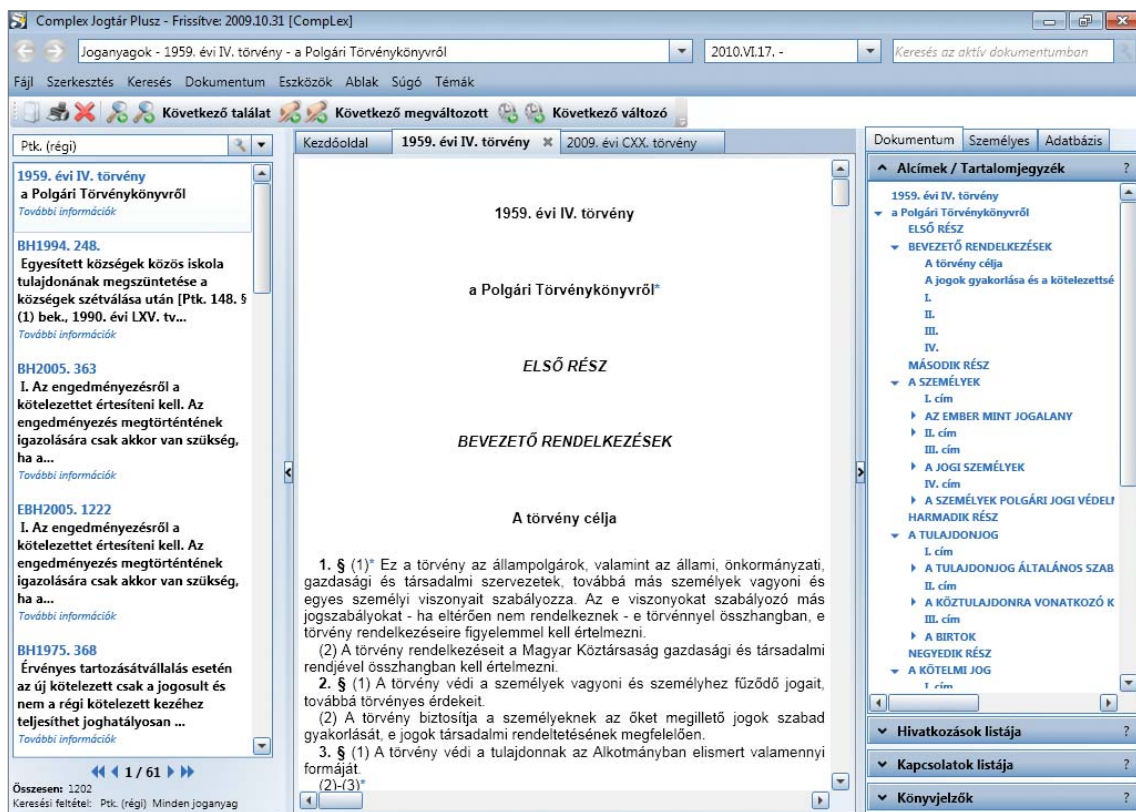 Complex Jogtár Plusz - Frissítve: 2009.10.31 [CompLex]
Joganyagok - 1959. évi IV. törvény - a Polgári Törvénykönyvről
2010.VI.17. -
Keresés az aktív dokumentumban
Fájl Szerkesztés Keresés Dokumentum Eszközök Ablak Súgó Témák
Következő találat Következő megváltozott Következő változó
Ptk. (régi)
1959. évi IV. törvény
a Polgári Törvénykönyvről
További információk
BH1994. 248.
Egyesített községek közös iskola
tulajdonának megszüntetése a
községek szétválása után [Ptk. 148. §
(1) bek., 1990. évi LXV. tv...
További információk
BH2005. 363
I. Az engedményezésről a
kötelezettet értesíteni kell. Az
engedményezés megtörténtének
igazolására csak akkor van szükség,
ha a...
További információk
EBH2005. 1222
I. Az engedményezésről a
kötelezettet értesíteni kell. Az
engedményezés megtörténtének
igazolására csak akkor van szükség,
ha a...
További információk
BH1975. 368
Érvényes tartozásátvállalás esetén
az új kötelezett csak a jogosult és
nem a régi kötelezett kezéhez
teljesíthet joghatályosan ...
További információk
1 / 61
Összesen: 1202
Keresési feltétel: Ptk. (régi) Minden joganyag
Kezdőoldal 1959. évi IV. törvény 2009. évi CXX. törvény
1959. évi IV. törvény
a Polgári Törvénykönyvről*
ELSŐ RÉSZ
BEVEZETŐ RENDELKEZÉSEK
A törvény célja
1. § (1)* Ez a törvény az állampolgárok, valamint az állami, önkormányzati,
gazdasági és társadalmi szervezetek, továbbá más személyek vagyoni és
egyes személyi viszonyait szabályozza. Az e viszonyokat szabályozó más
jogszabályokat - ha eltérően nem rendelkeznek - e törvénnyel összhangban, e
törvény rendelkezéseire figyelemmel kell értelmezni.
(2) A törvény rendelkezéseit a Magyar Köztársaság gazdasági és társadalmi
rendjével összhangban kell értelmezni.
2. § (1) A törvény védi a személyek vagyoni és személyhez fűződő jogait,
továbbá törvényes érdekeit.
(2) A törvény biztosítja a személyeknek az őket megillető jogok szabad
gyakorlását, e jogok társadalmi rendeltetésének megfelelően.
3. § (1) A törvény védi a tulajdonnak az Alkotmányban elismert valamennyi
formáját.
(2)-(3)*
Dokumentum Személyes Adatbázis
Alcímek / Tartalomjegyzék ?
1959. évi IV. törvény
a Polgári Törvénykönyvről
ELSŐ RÉSZ
BEVEZETŐ RENDELKEZÉSEK
A törvény célja
A jogok gyakorlása és a kötelezettsé
I.
II.
III.
IV.
MÁSODIK RÉSZ
A SZEMÉLYEK
I. cím
AZ EMBER MINT JOGALANY
II. cím
III. cím
A JOGI SZEMÉLYEK
IV. cím
A SZEMÉLYEK POLGÁRI JOGI VÉDELM
HARMADIK RÉSZ
A TULAJDONJOG
I. cím
A TULAJDONJOG ÁLTALÁNOS SZAB
II. cím
A KÖZTULAJDONRA VONATKOZÓ K
III. cím
A BIRTOK
NEGYEDIK RÉSZ
A KÖTELMI JOG
I. cím
Hivatkozások listája ?
Kapcsolatok listája ?
Könyvjelzők ?